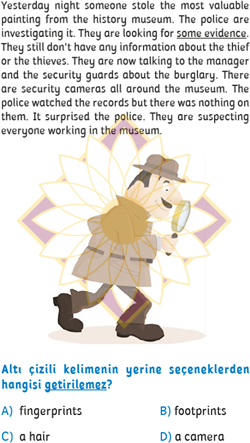 Yesterday night someone stole the most valuable
painting from the history museum. The police are
investigating it. They are looking for some evidence.
They still don't have any information about the thief
or the thieves. They are now talking to the manager
and the security guards about the burglary. There
are security cameras all around the museum. The
police watched the records but there was nothing on
them. It surprised the police. They are suspecting
everyone working in the museum.
Altı çizili kelimenin yerine seçeneklerden
hangisi getirilemez?
A) fingerprints B) footprints
C) a hair D) a camera